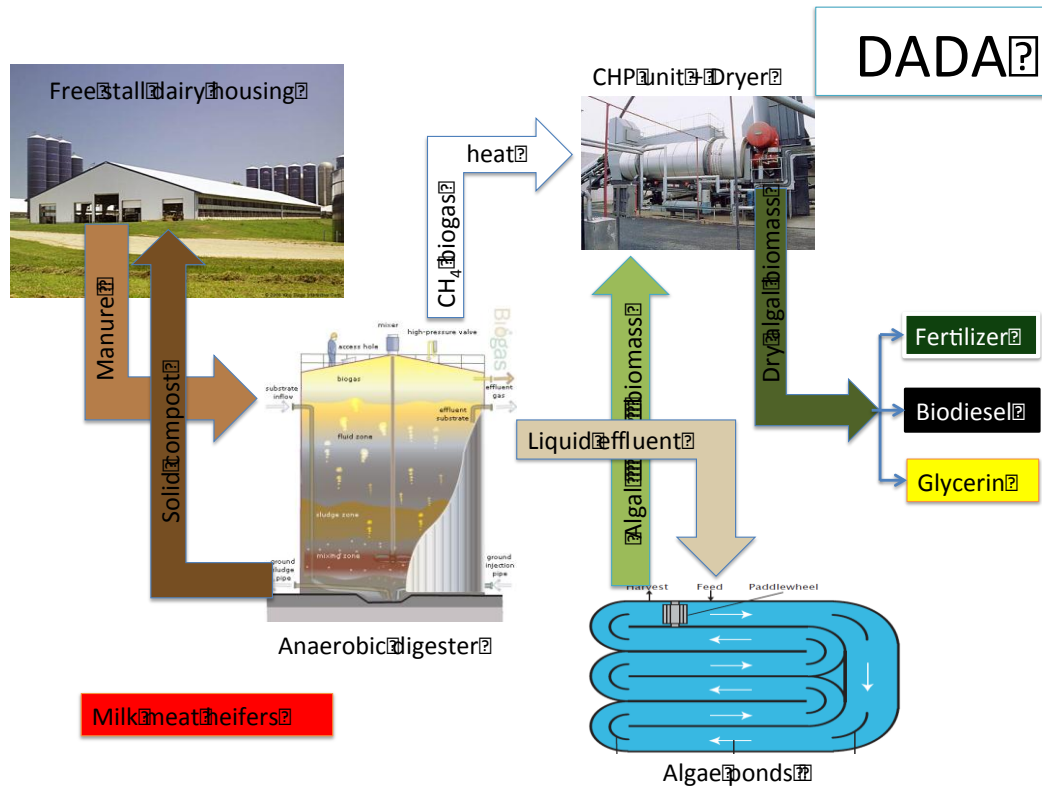 DADA
Free stall dairy housing
CHP unit + Dryer
heat
CH4 biogas
Manure
Solid compost
Biogas
mixer
high-pressure valve
access hole
biogas
substrate
inflow
effluent
gas
effluent
substrate
fluid zone
sludge zone
mixing zone
ground
sludge
pipe
ground
injection
pipe
Anaerobic digester
Liquid effluent
Algal biomass
Dry algal biomass
Fertilizer
Biodiesel
Glycerin
Harvest
Feed
Paddlewheel
Algae ponds
Milk meat heifers